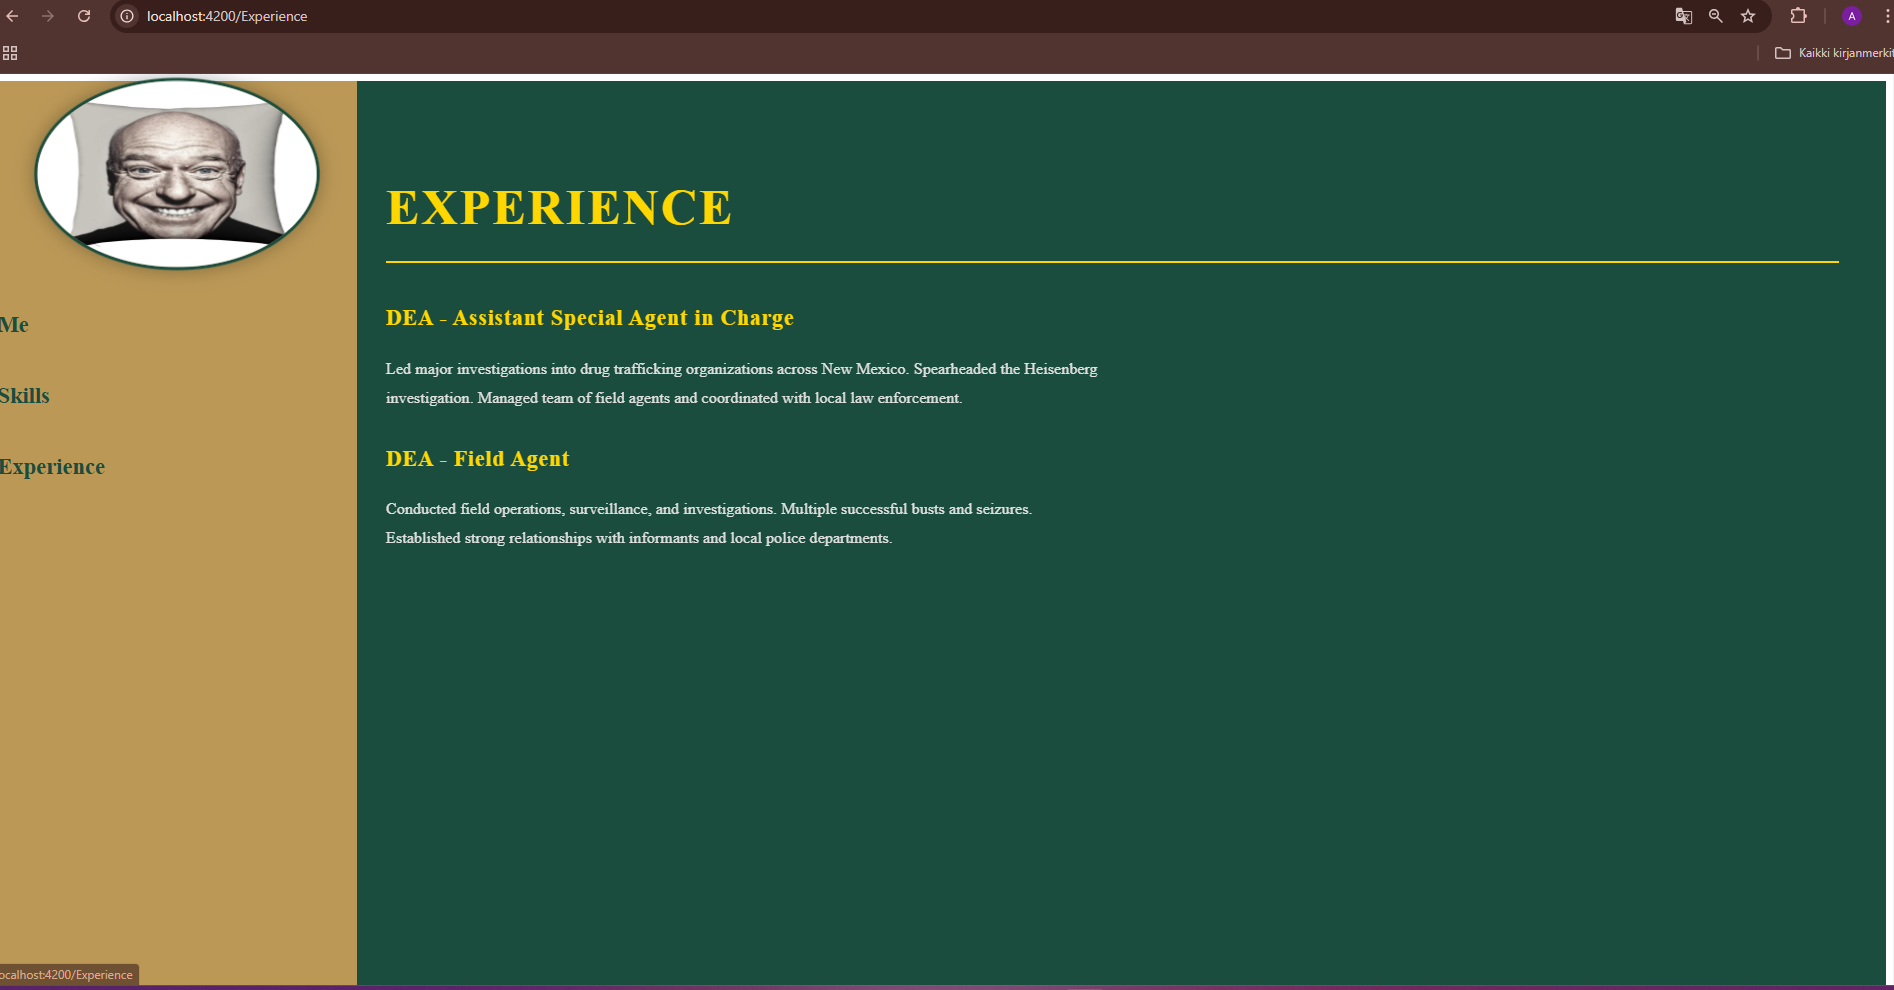 localhost:4200/Experience
A
Kaikki kirjanmerkit
EXPERIENCE
Me
Skills
Experience
DEA - Assistant Special Agent in Charge
Led major investigations into drug trafficking organizations across New Mexico. Spearheaded the Heisenberg
investigation. Managed team of field agents and coordinated with local law enforcement.
DEA - Field Agent
Conducted field operations, surveillance, and investigations. Multiple successful busts and seizures.
Established strong relationships with informants and local police departments.
ocalhost:4200/Experience